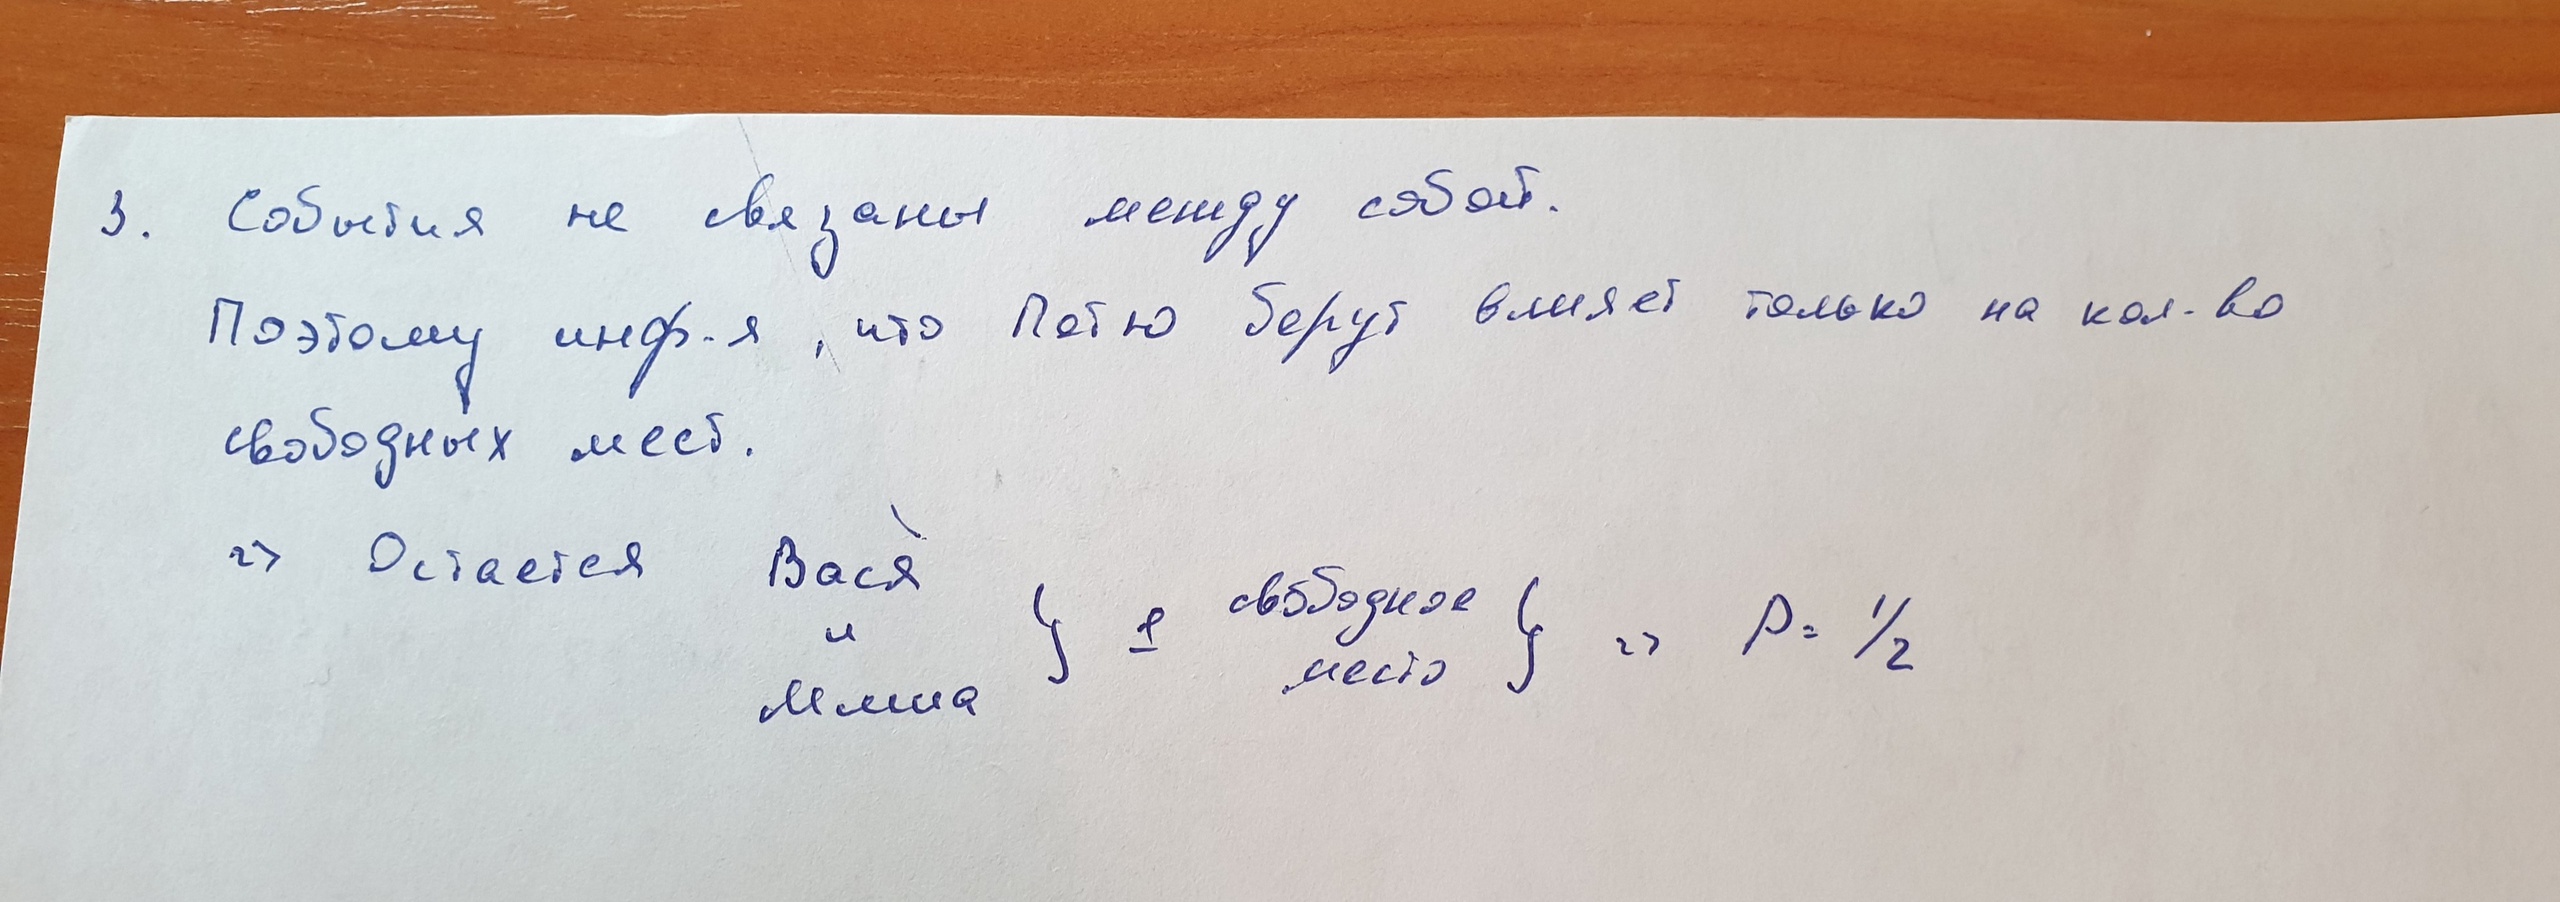 3. События не связаны между собой.
Поэтому инф-я, что Петю берут влияет только на кол-во
свободных мест.
=> Остается Вася
и
Миша } 1 свободное место } => P = 1/2